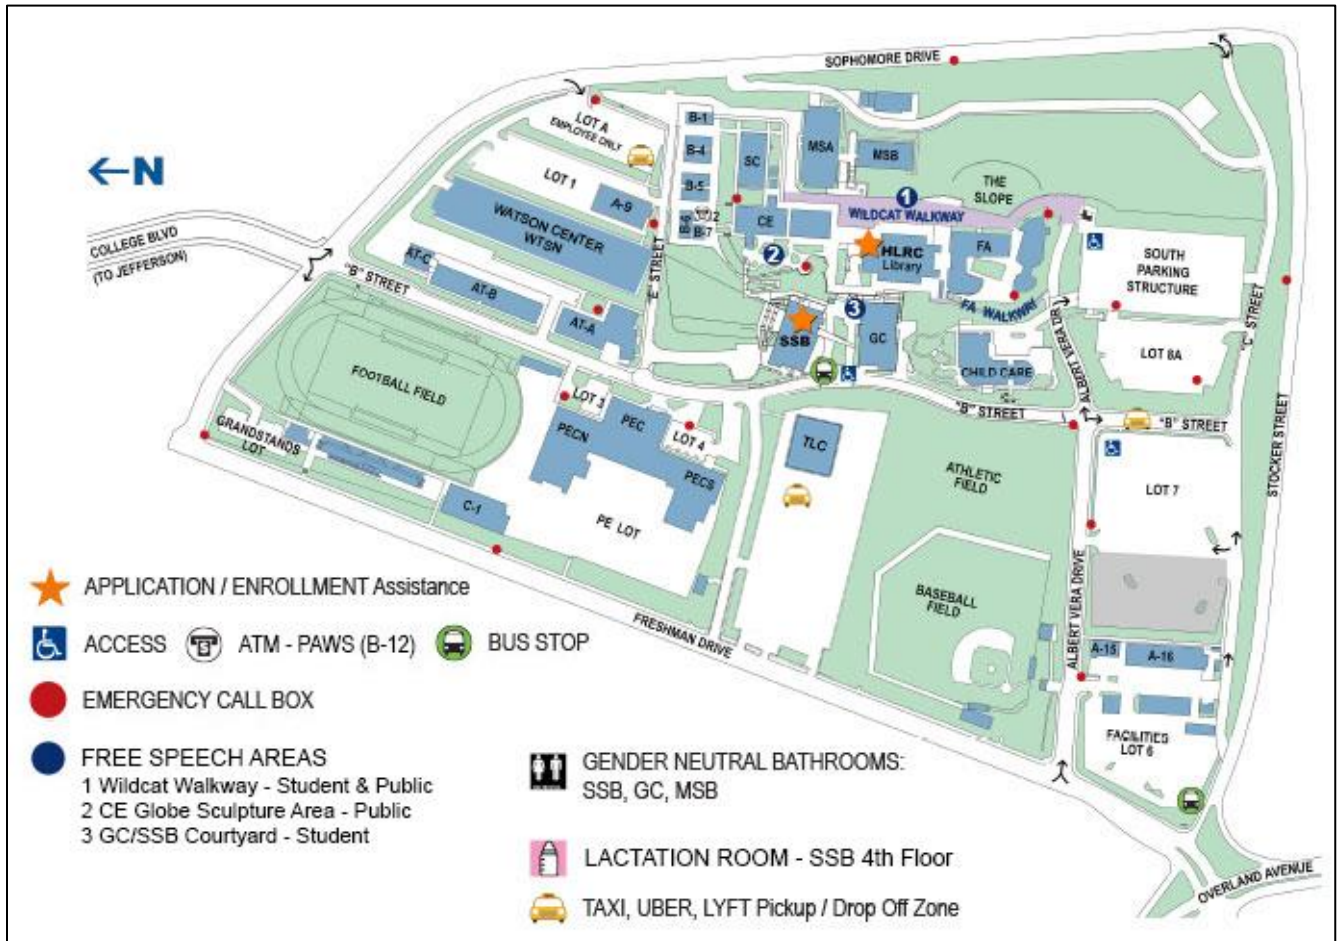 SOPHOMORE DRIVE
LOT A
EMPLOYEE ONLY
B-1
MSA
B-4
SC
MSB
←N
LOT 1
B-5
1
THE
SLOPE
A-9
WILDCAT WALKWAY
WATSON CENTER
WTSN
B-6
B-7
CE
COLLEGE BLVD
(TO JEFFERSON)
"E" STREET
2
HLRC
Library
FA
SOUTH
PARKING
STRUCTURE
AT-C
"B" STREET
AT-B
FA WALKWAY
"C" STREET
3
AT-A
SSB
GC
ALBERT VERA DR
LOT 8A
CHILD CARE
FOOTBALL FIELD
LOT 3
"B" STREET
"B" STREET
GRANDSTANDS
LOT
PECN
PEC
LOT 4
TLC
STOCKER STREET
PECS
ATHLETIC
FIELD
LOT 7
C-1
PE LOT
FRESHMAN DRIVE
BASEBALL
FIELD
ALBERT VERA DRIVE
A-15
A-16
FACILITIES
LOT 6
OVERLAND AVENUE
APPLICATION / ENROLLMENT Assistance
ACCESS
ATM - PAWS (B-12)
BUS STOP
EMERGENCY CALL BOX
FREE SPEECH AREAS
1 Wildcat Walkway - Student & Public
2 CE Globe Sculpture Area - Public
3 GC/SSB Courtyard - Student
GENDER NEUTRAL BATHROOMS:
SSB, GC, MSB
LACTATION ROOM - SSB 4th Floor
TAXI, UBER, LYFT Pickup / Drop Off Zone